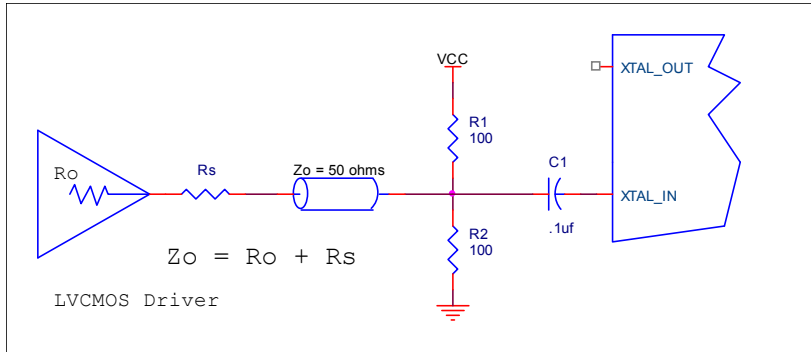 VCC
XTAL_OUT
R1
100
Ro
Rs
Zo = 50 ohms
C1
XTAL_IN
.1uf
R2
100
Zo = Ro + Rs
LVCMOS Driver